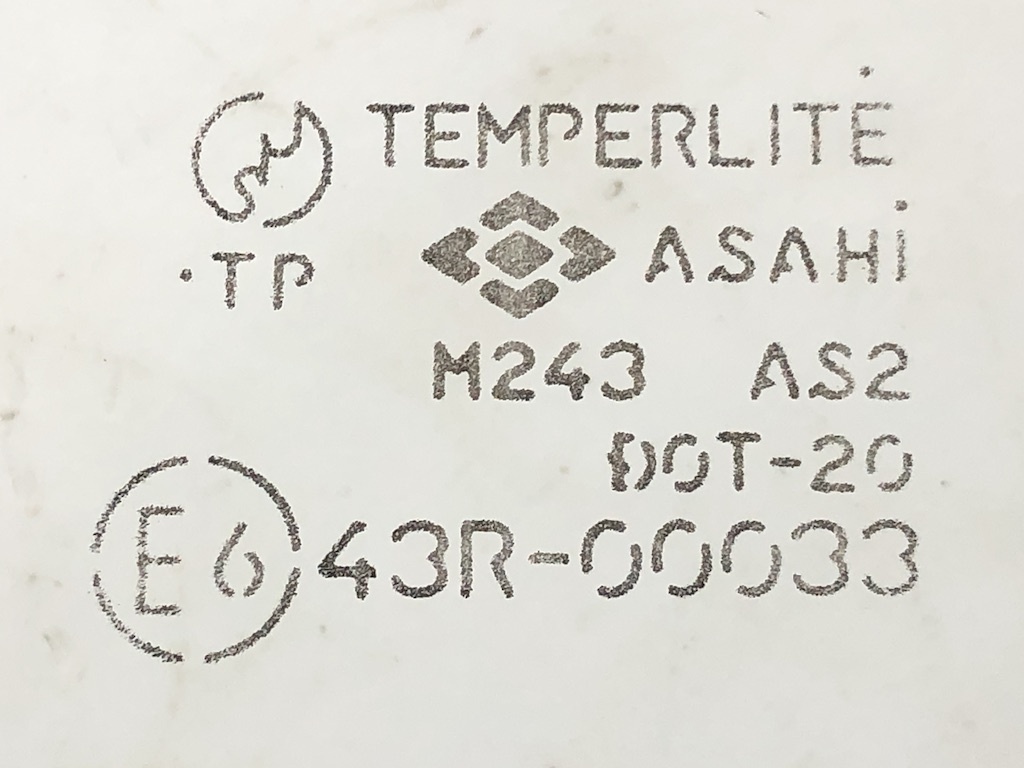 TEMPERLITE
TP ASAHI
M243 AS2
DOT-20
E6 43R-00033